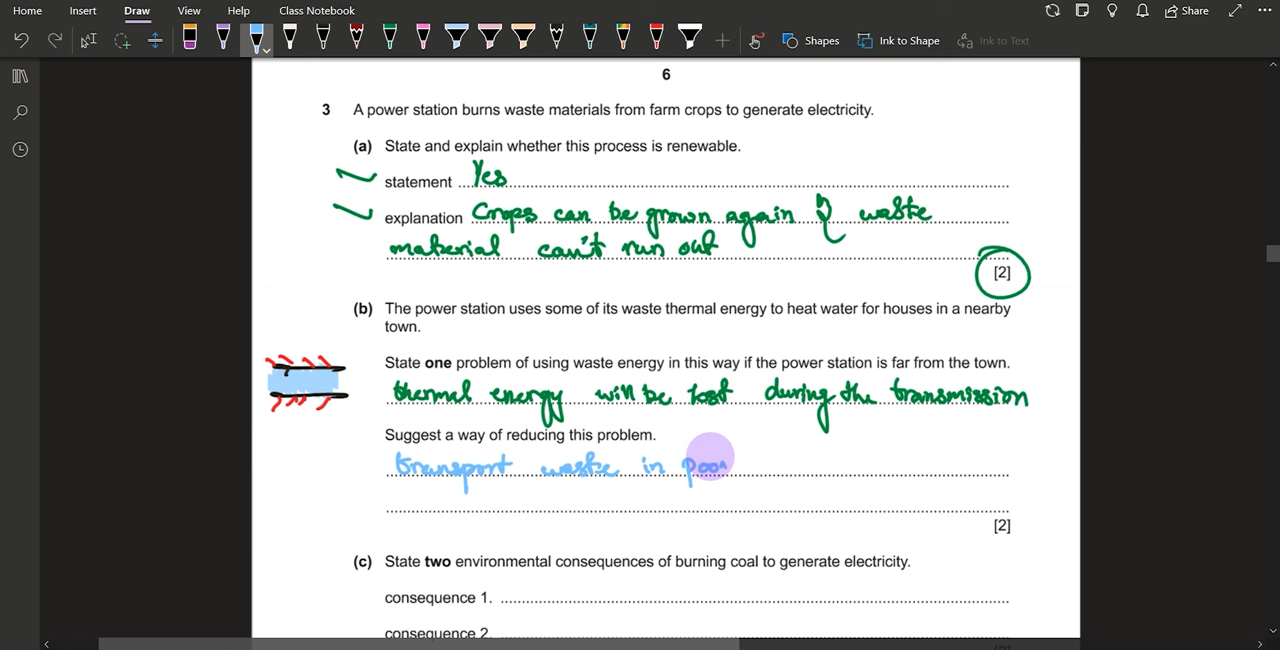 Home Insert Draw View Help Class Notebook Share
Shapes Ink to Shape Ink to Text
6
3 A power station burns waste materials from farm crops to generate electricity.
(a) State and explain whether this process is renewable.
statement Yes
explanation Crops can be grown again & waste
material can't run out
[2]
(b) The power station uses some of its waste thermal energy to heat water for houses in a nearby
town.
State one problem of using waste energy in this way if the power station is far from the town.
thermal energy will be lost during the transmission
Suggest a way of reducing this problem.
transport waste in poor
[2]
(c) State two environmental consequences of burning coal to generate electricity.
consequence 1.
consequence 2.